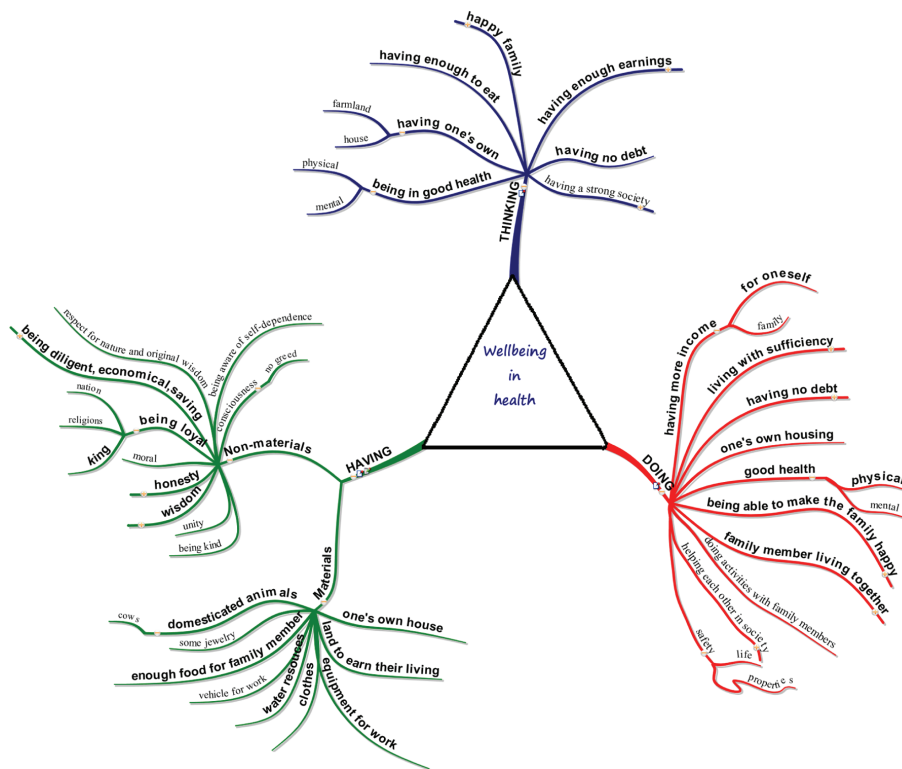 happy family
having enough to eat
having enough earnings
farmland
having one's own
house
having no debt
physical
being in good health
having a strong society
mental
THINKING
Wellbeing
in
health
for oneself
family
having more income
living with sufficiency
having no debt
one's own housing
DOING
good health
physical
mental
being able to make the family happy
family member living together
doing activities with family members
helping each other in society
safety
life
properties
HAVING
Non-materials
respect for nature and original wisdom
being aware of self-dependence
being diligent, economical,saving
consciousness
no greed
nation
being loyal
religions
king
moral
honesty
wisdom
unity
being kind
Materials
domesticated animals
cows
some jewelry
one's own house
enough food for family member
land to earn their living
vehicle for work
water resouces
clothes
equipment for work